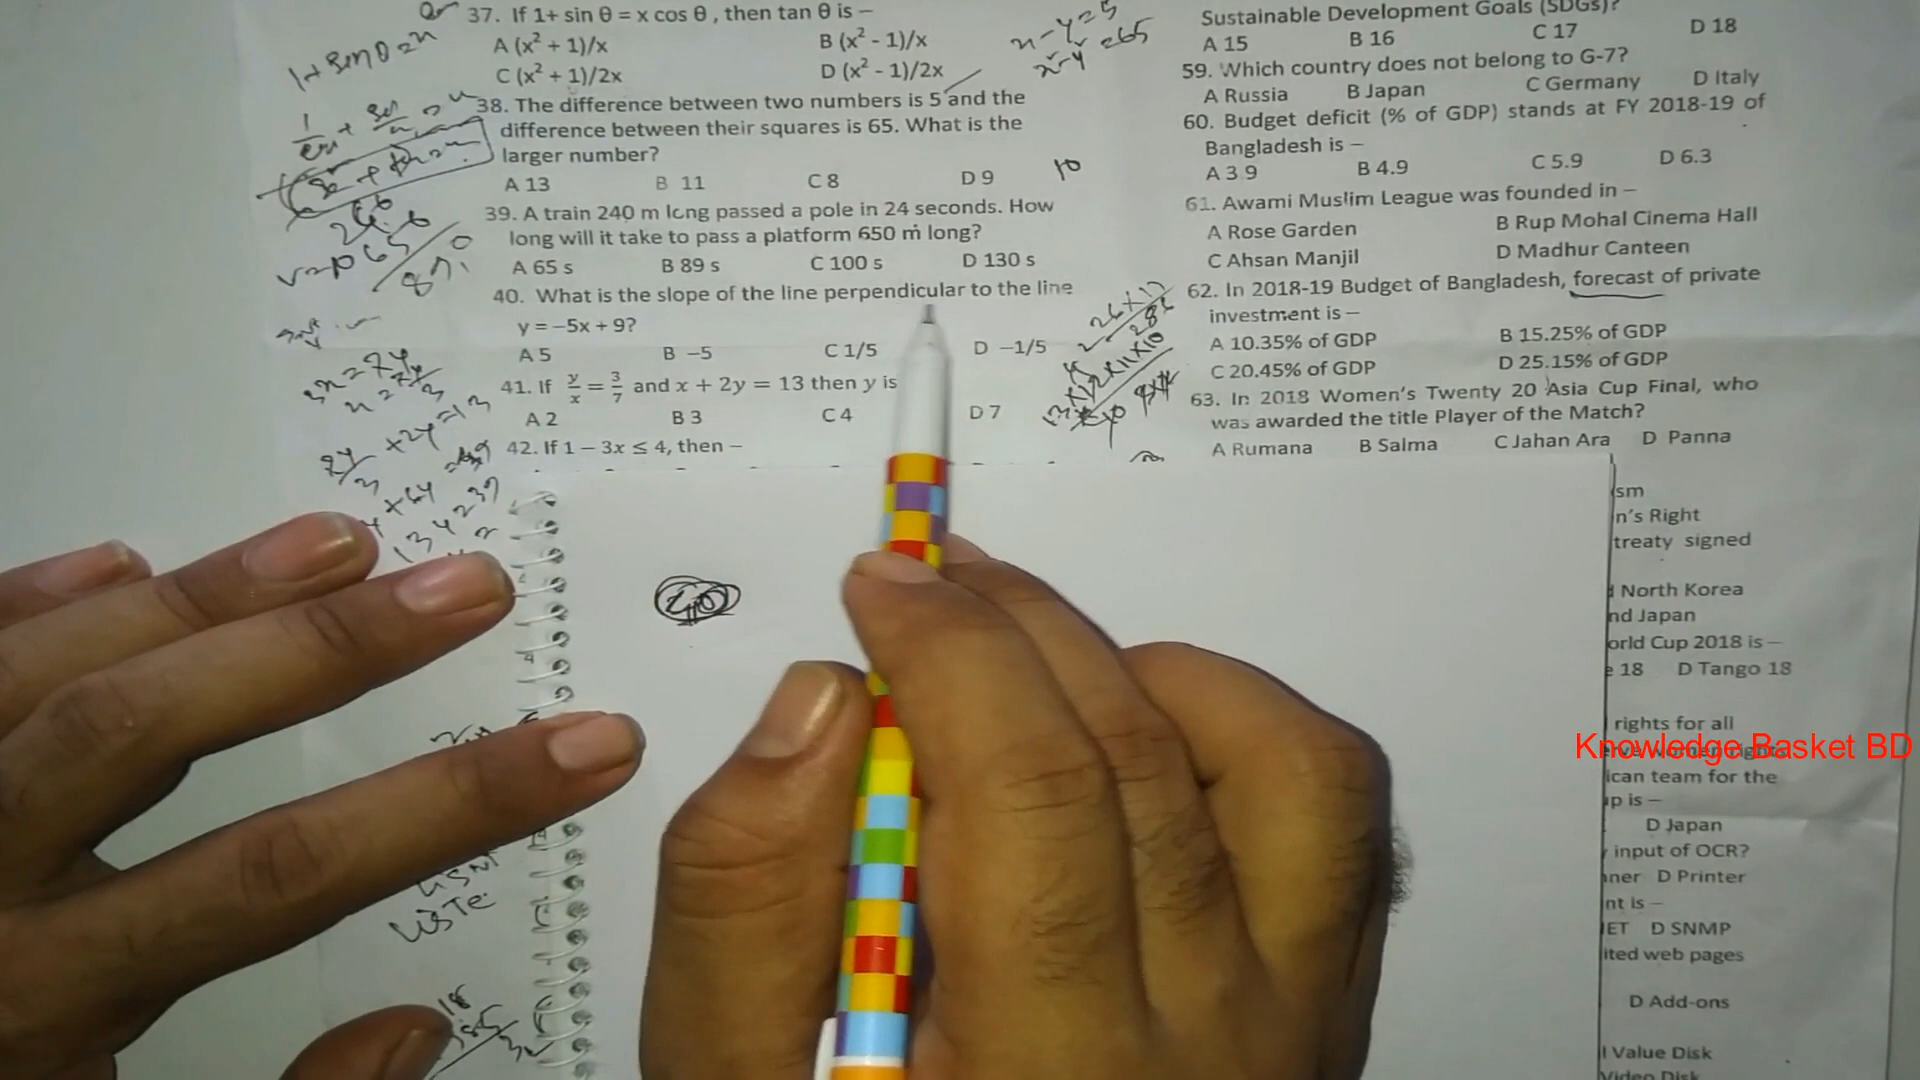 37. If 1+ sin θ = x cos θ , then tan θ is –
A (x² + 1)/x B (x² - 1)/x
C (x² + 1)/2x D (x² - 1)/2x
38. The difference between two numbers is 5 and the
difference between their squares is 65. What is the
larger number?
A 13 B 11 C 8 D 9
39. A train 240 m long passed a pole in 24 seconds. How
long will it take to pass a platform 650 m long?
A 65 s B 89 s C 100 s D 130 s
40. What is the slope of the line perpendicular to the line
y = –5x + 9?
A 5 B –5 C 1/5 D –1/5
41. If y/x = 3/7 and x + 2y = 13 then y is
A 2 B 3 C 4 D 7
42. If 1 – 3x ≤ 4, then –
10
40
Sustainable Development Goals (SDGs)?
A 15 B 16 C 17 D 18
59. Which country does not belong to G-7?
A Russia B Japan C Germany D Italy
60. Budget deficit (% of GDP) stands at FY 2018-19 of
Bangladesh is –
A 3.9 B 4.9 C 5.9 D 6.3
61. Awami Muslim League was founded in –
A Rose Garden B Rup Mohal Cinema Hall
C Ahsan Manjil D Madhur Canteen
62. In 2018-19 Budget of Bangladesh, forecast of private
investment is –
A 10.35% of GDP B 15.25% of GDP
C 20.45% of GDP D 25.15% of GDP
63. In 2018 Women's Twenty 20 Asia Cup Final, who
was awarded the title Player of the Match?
A Rumana B Salma C Jahan Ara D Panna
sm
n's Right
treaty signed
North Korea
nd Japan
orld Cup 2018 is –
e 18 D Tango 18
rights for all
Knowledge Basket BD
ican team for the
up is –
D Japan
input of OCR?
nner D Printer
nt is –
ET D SNMP
ited web pages
D Add-ons
l Value Disk
Video Disk